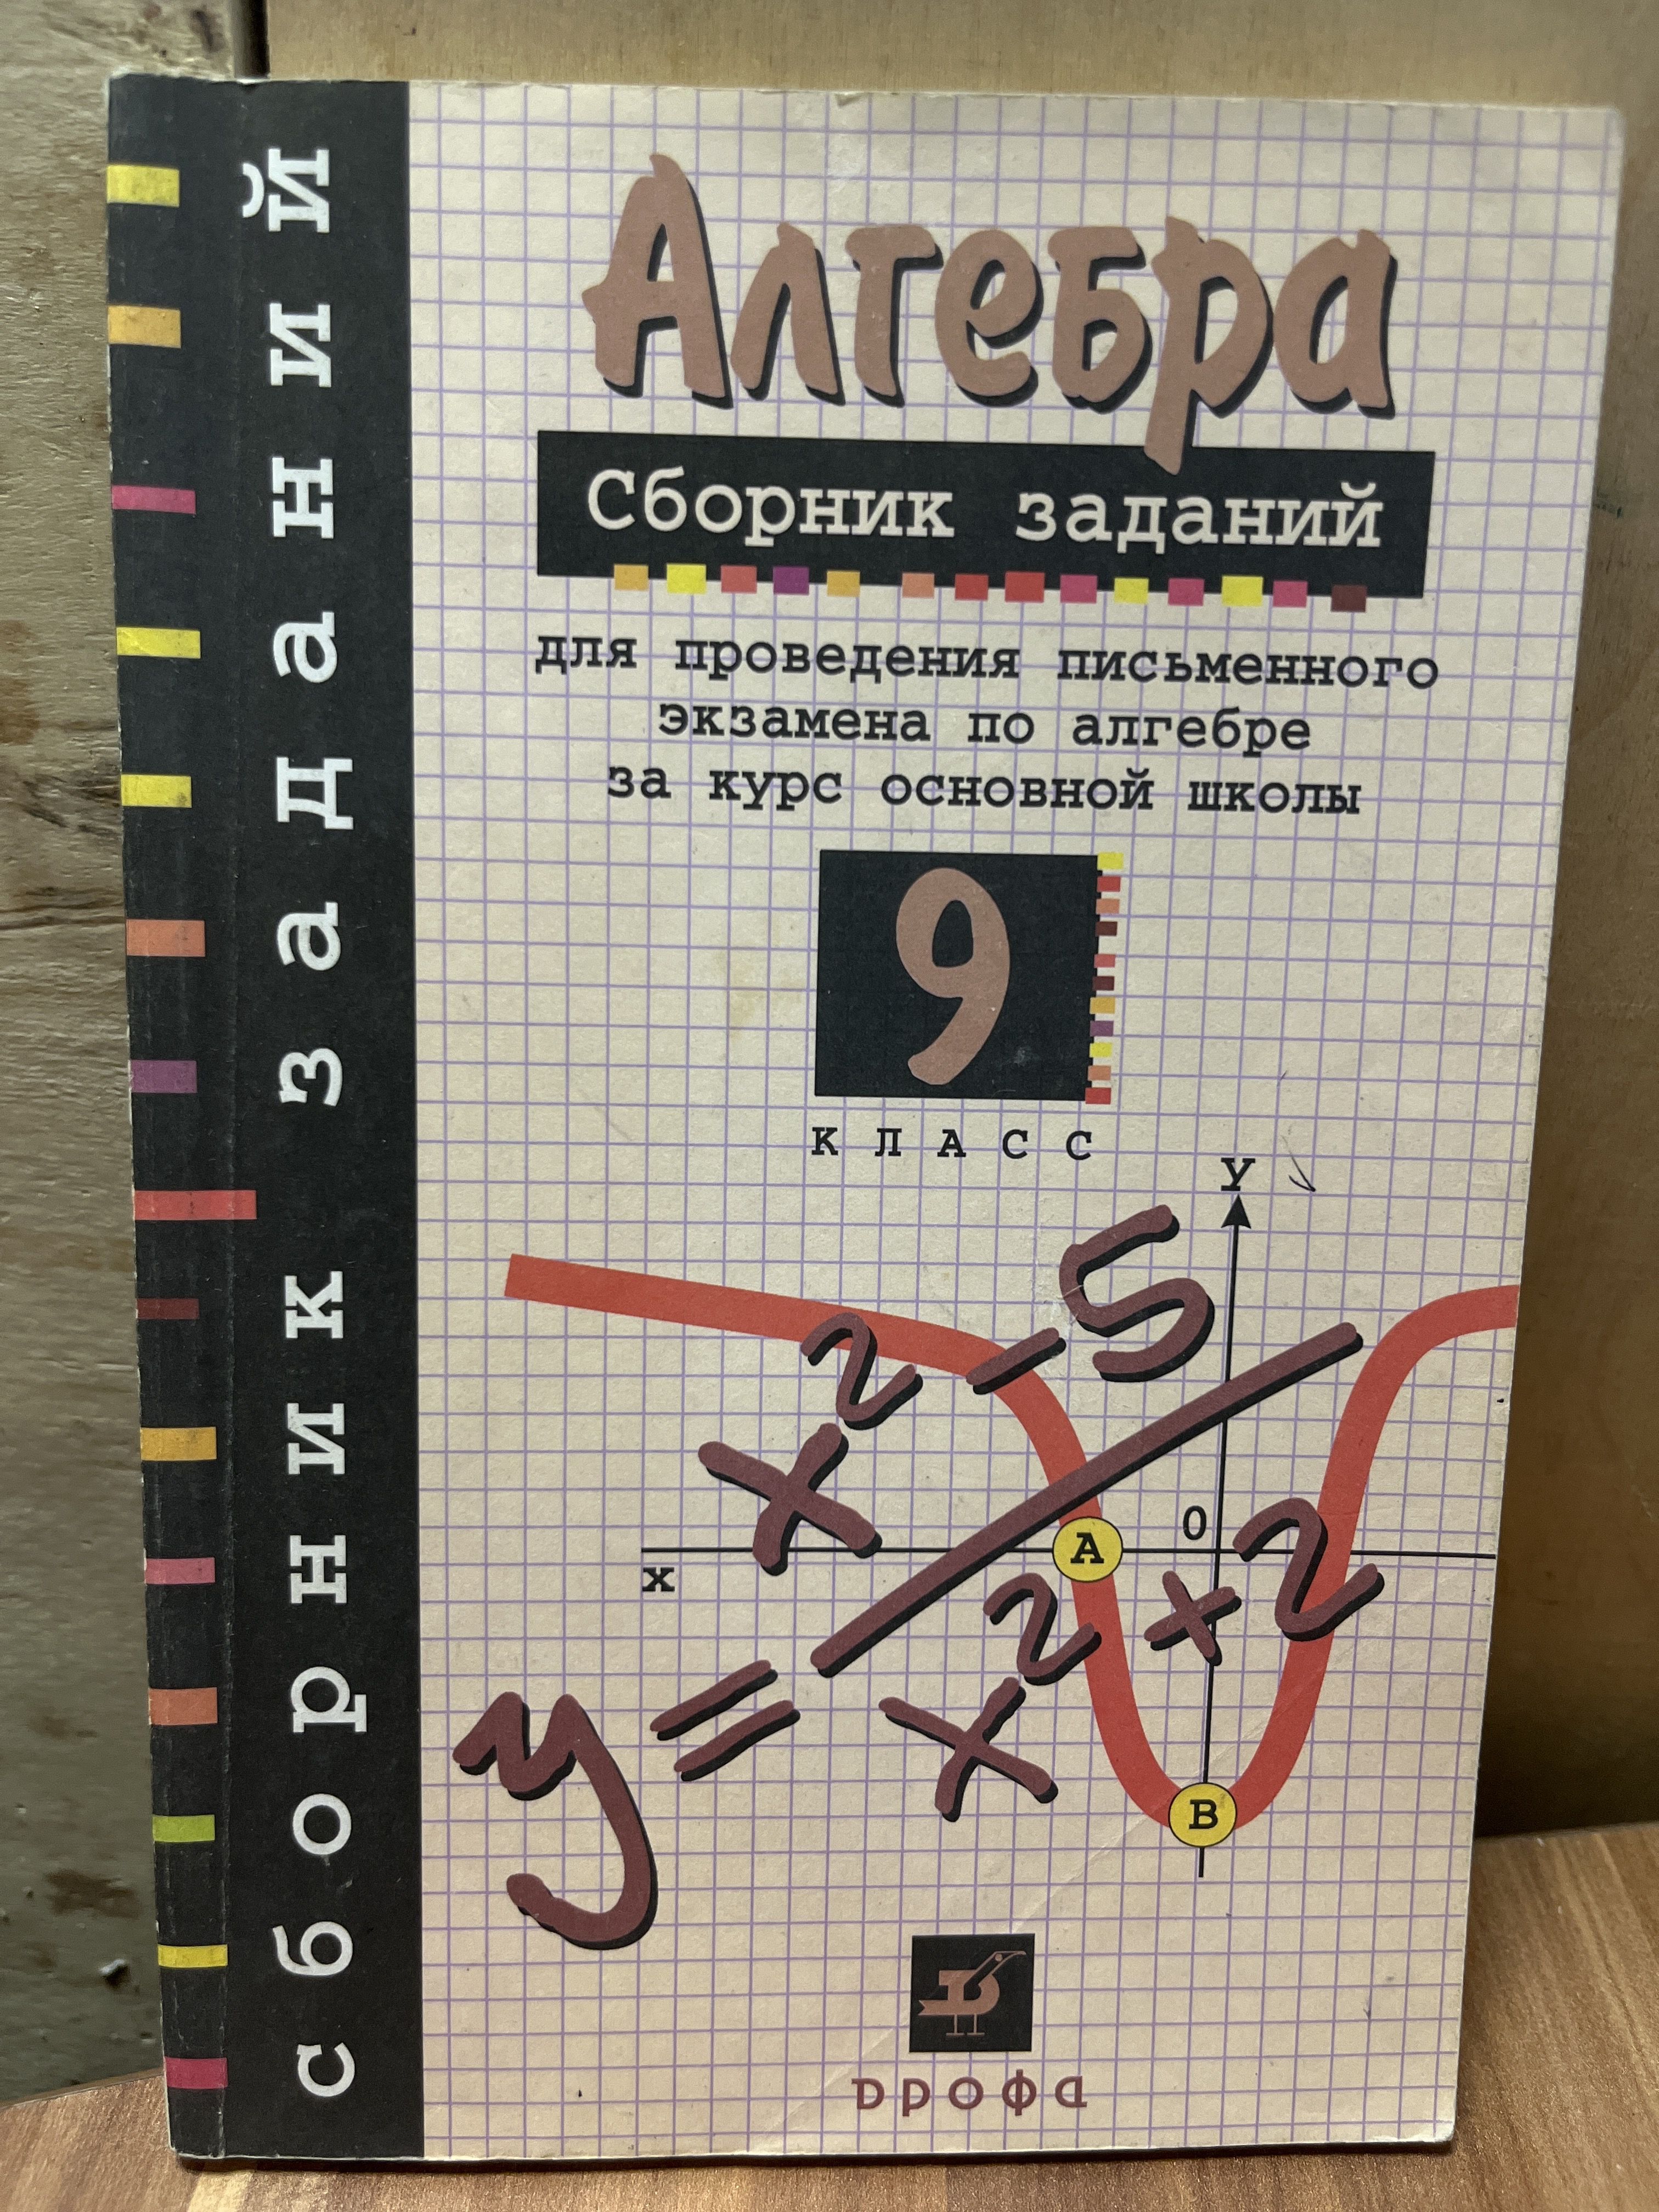 сборник заданий
Алгебра
Сборник заданий
для проведения письменного
экзамена по алгебре
за курс основной школы
9
КЛАСС
y
y = x² - 5 / x² + 2
0
A
x
B
дрофа